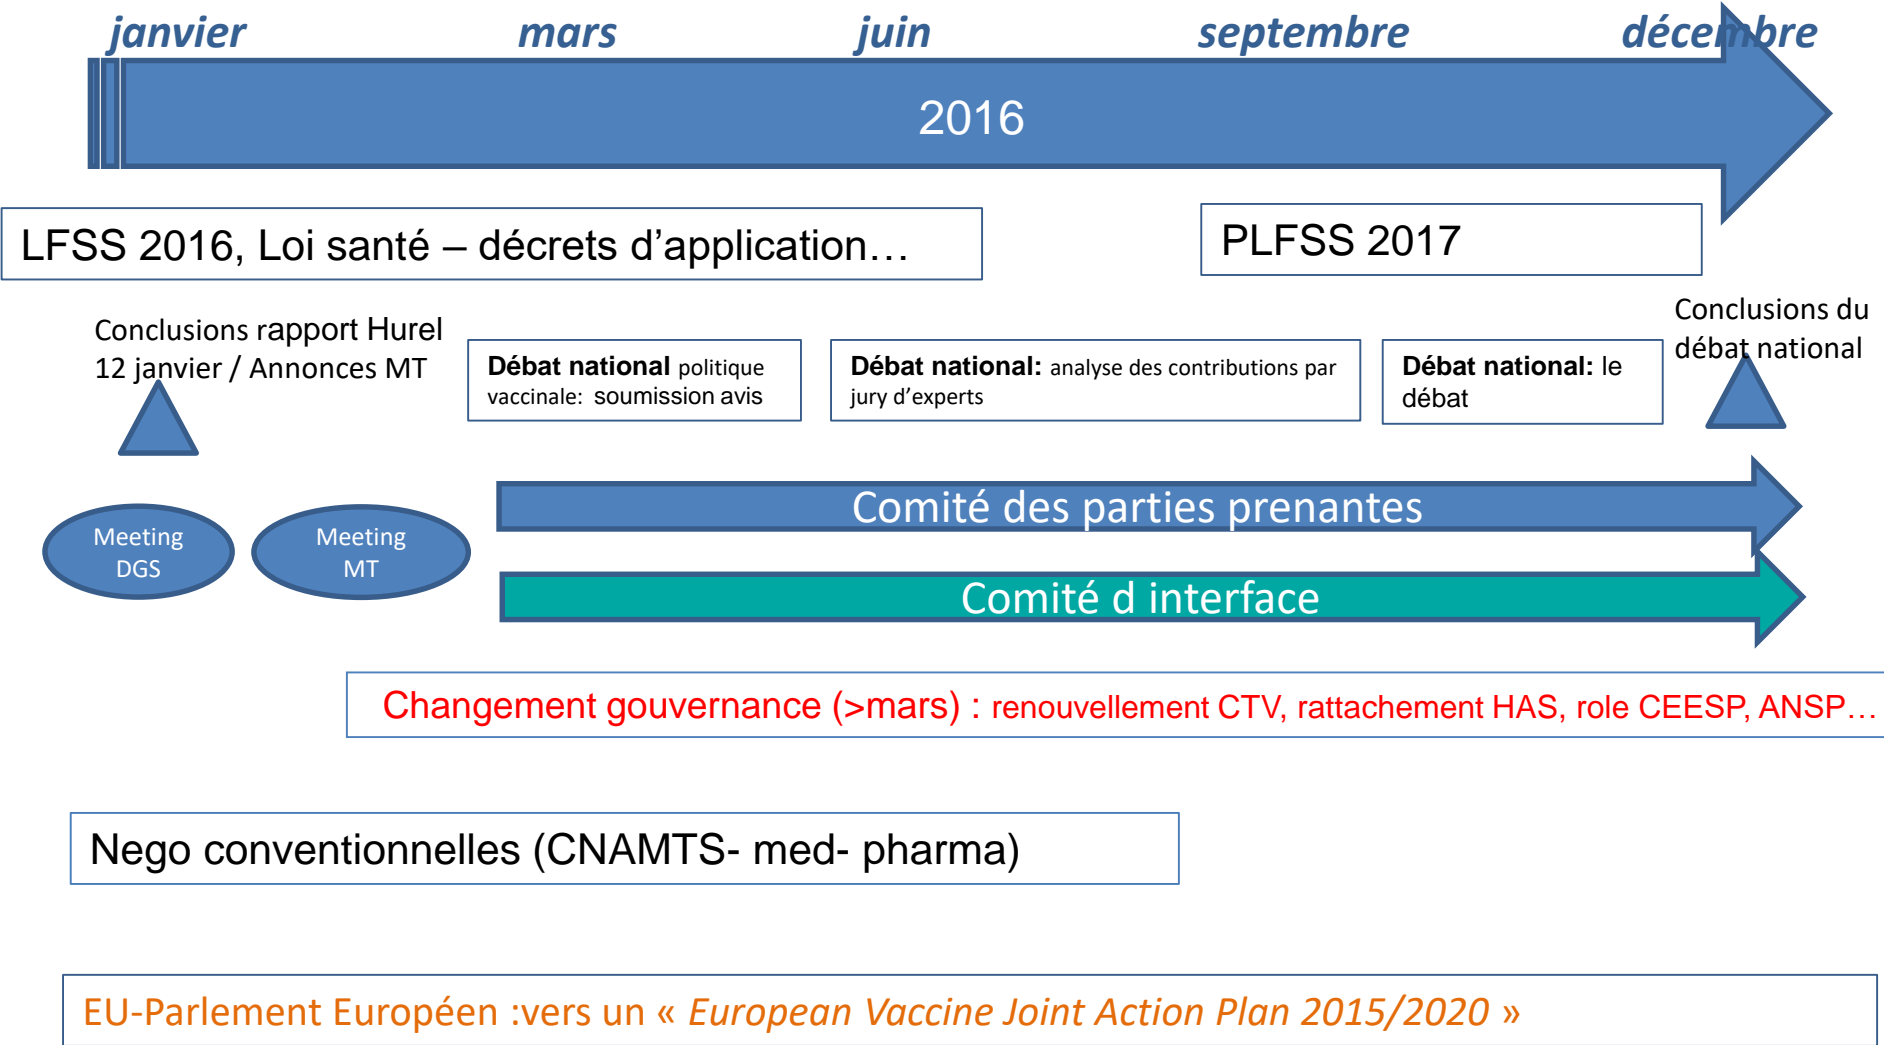 janvier mars juin septembre décembre
2016
LFSS 2016, Loi santé – décrets d’application…
PLFSS 2017
Conclusions rapport Hurel
12 janvier / Annonces MT
Débat national politique
vaccinale: soumission avis
Débat national: analyse des contributions par
jury d’experts
Débat national: le
débat
Conclusions du
débat national
Meeting
DGS
Meeting
MT
Comité des parties prenantes
Comité d interface
Changement gouvernance (>mars) : renouvellement CTV, rattachement HAS, role CEESP, ANSP…
Nego conventionnelles (CNAMTS- med- pharma)
EU-Parlement Européen :vers un « European Vaccine Joint Action Plan 2015/2020 »